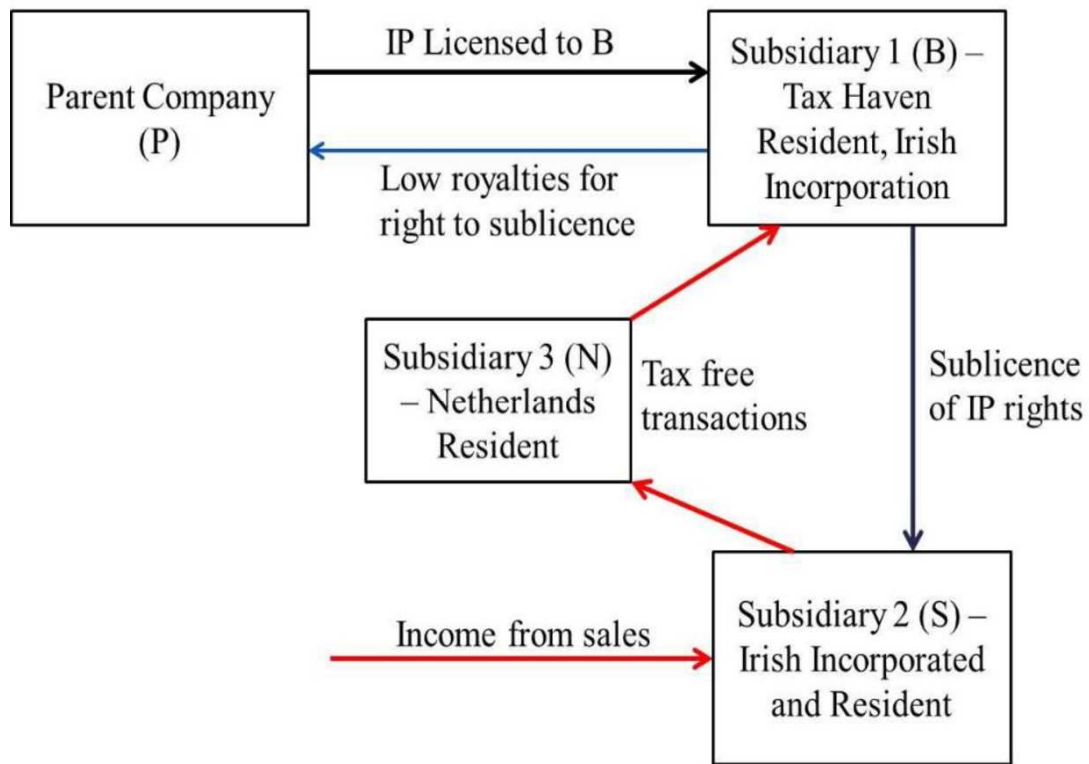 IP Licensed to B
Parent Company
(P)
Subsidiary 1 (B) –
Tax Haven
Resident, Irish
Incorporation
Low royalties for
right to sublicence
Subsidiary 3 (N)
– Netherlands
Resident
Tax free
transactions
Sublicence
of IP rights
Income from sales
Subsidiary 2 (S) –
Irish Incorporated
and Resident